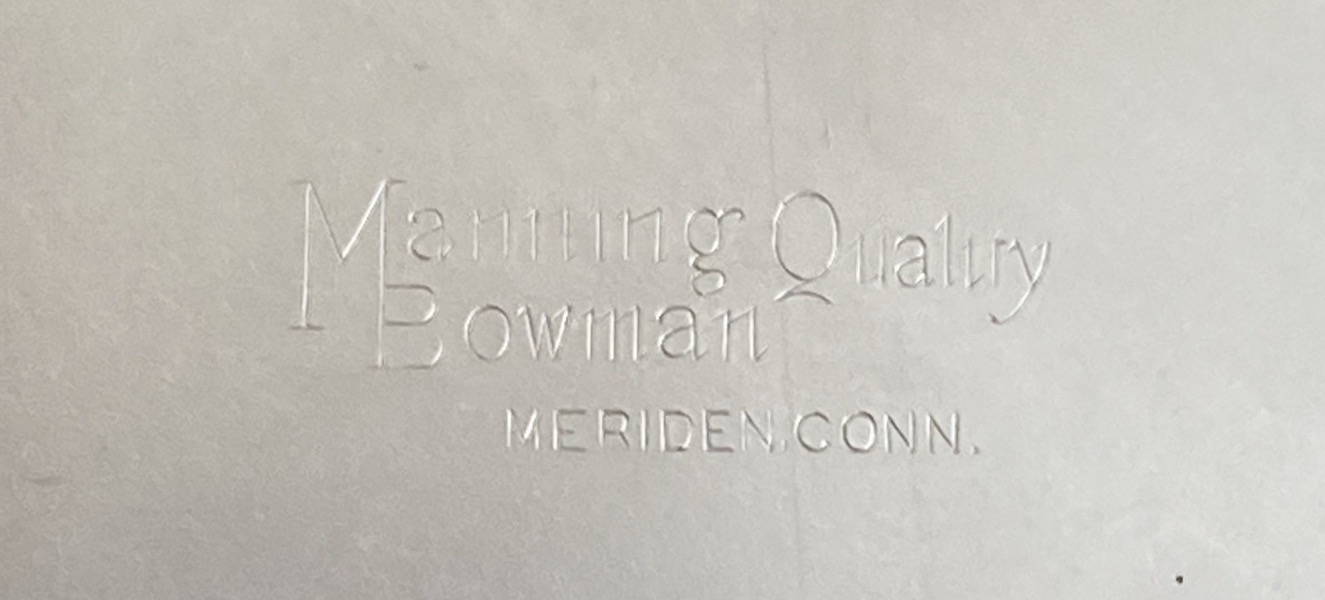 Manning Quality
Bowman
MERIDEN, CONN.